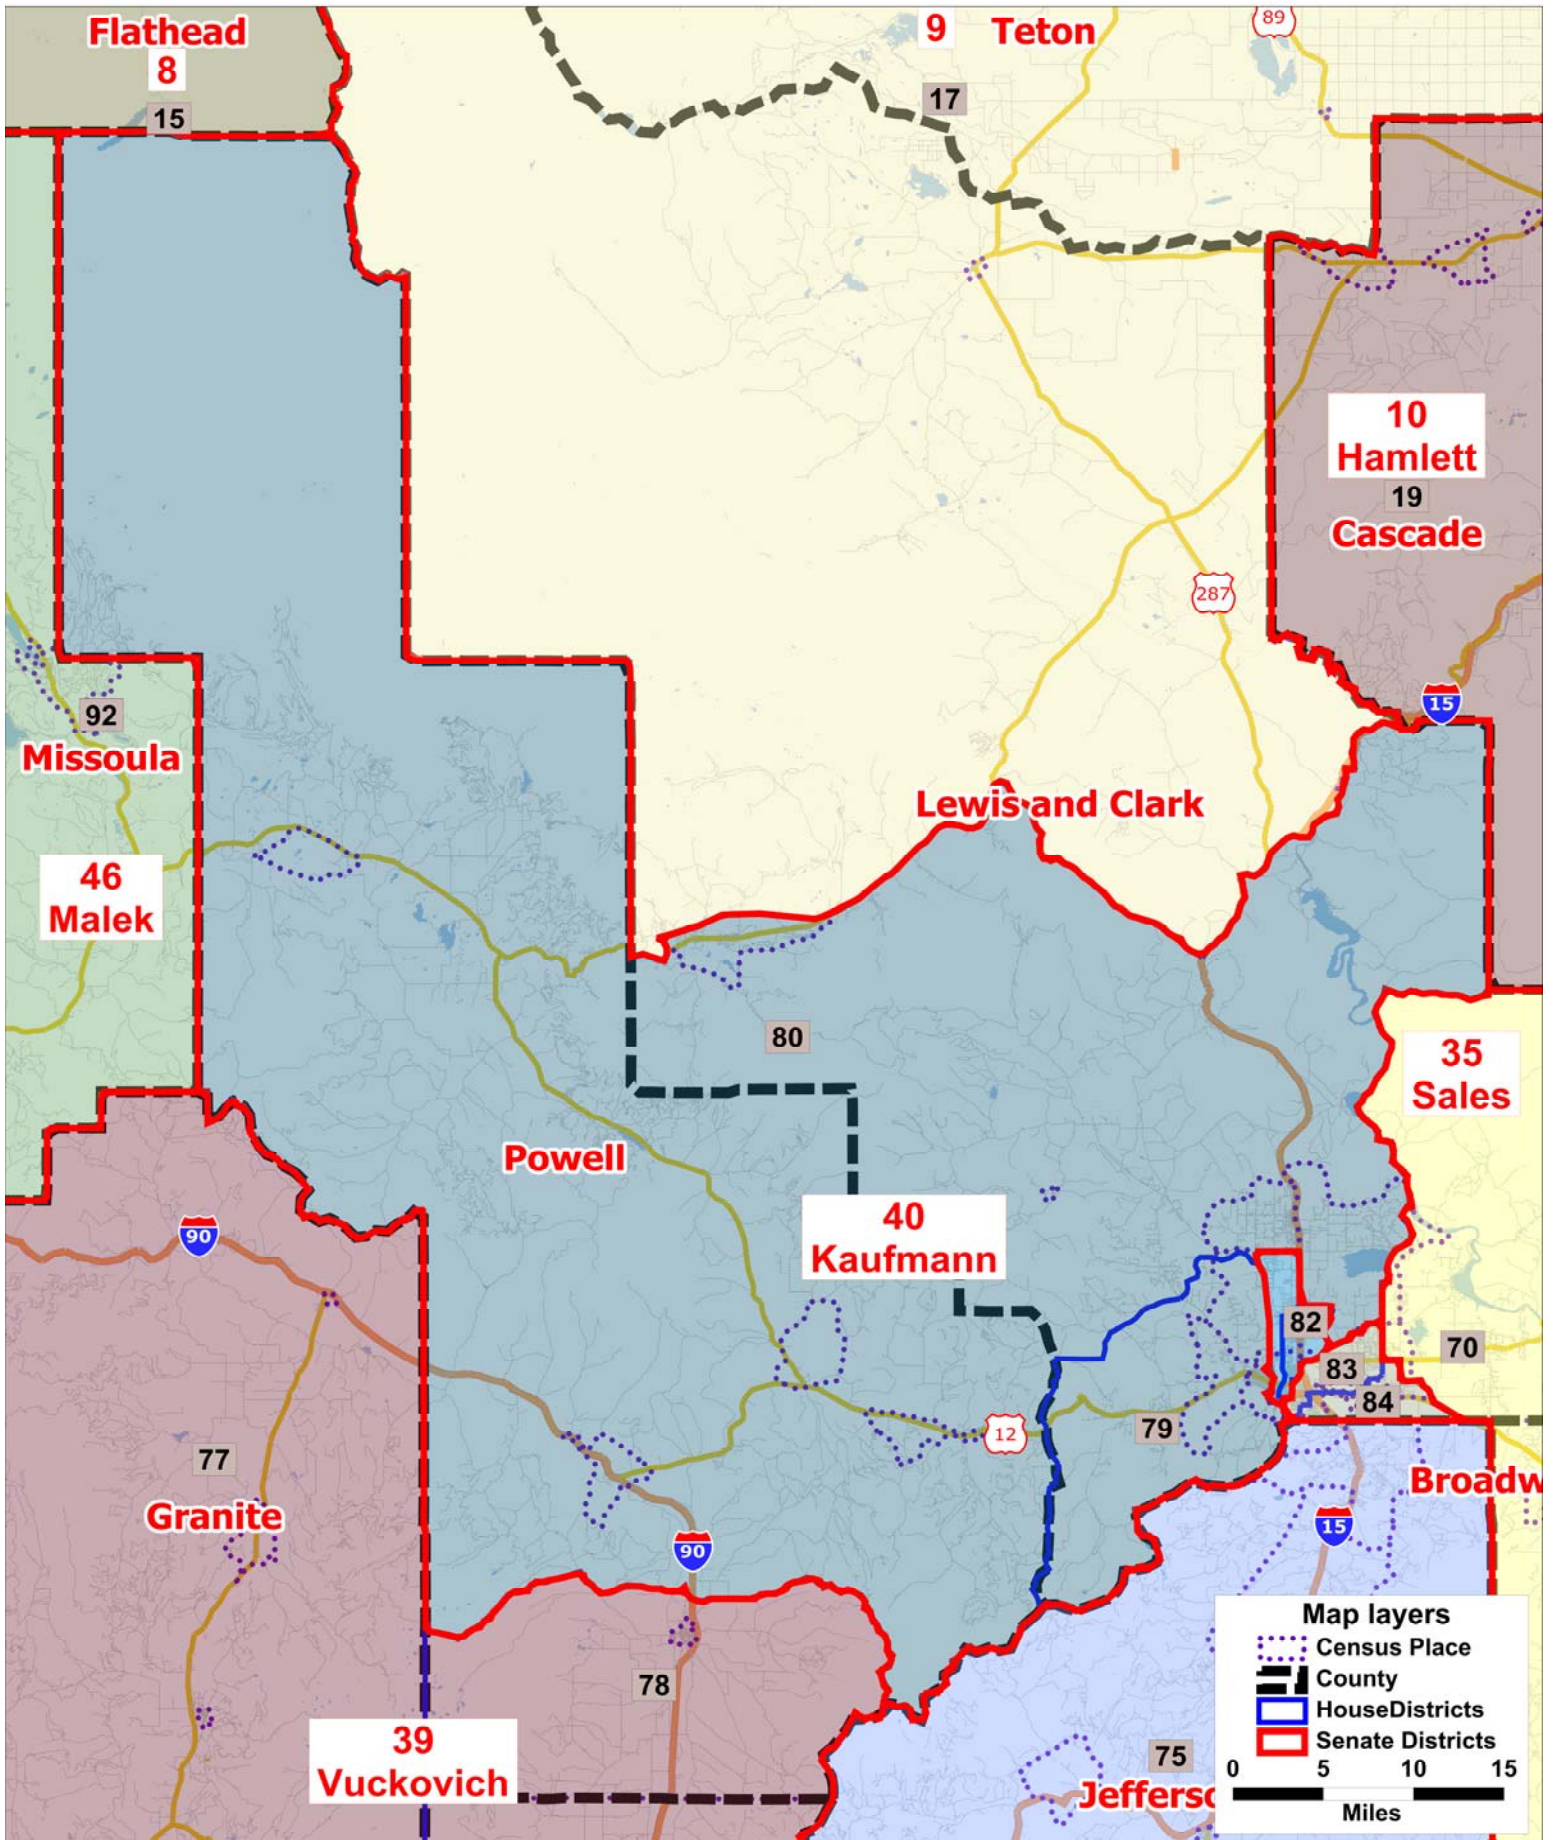 Flathead
8
15
9 Teton
17
89
10
Hamlett
19
Cascade
287
15
92
Missoula
46
Malek
Lewis and Clark
80
35
Sales
Powell
40
Kaufmann
90
82
70
83
84
12
79
77
Granite
Broadw
90
15
78
39
Vuckovich
75
Jefferso
Map layers
Census Place
County
HouseDistricts
Senate Districts
0 5 10 15
Miles